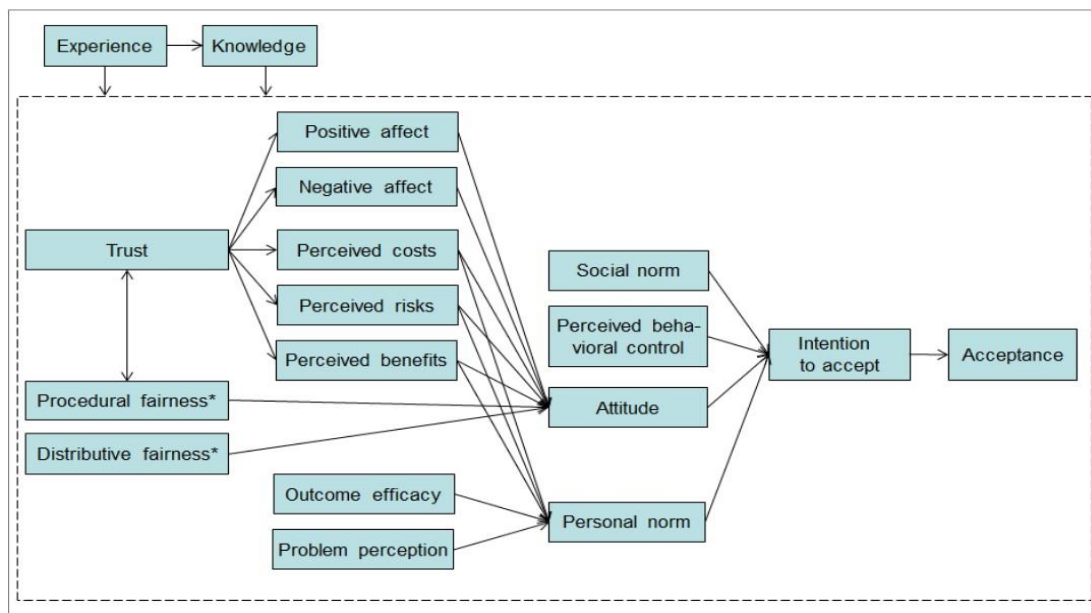 Experience
Knowledge
Positive affect
Negative affect
Trust
Perceived costs
Social norm
Perceived risks
Perceived beha-
vioral control
Intention
to accept
Acceptance
Perceived benefits
Procedural fairness*
Attitude
Distributive fairness*
Outcome efficacy
Personal norm
Problem perception